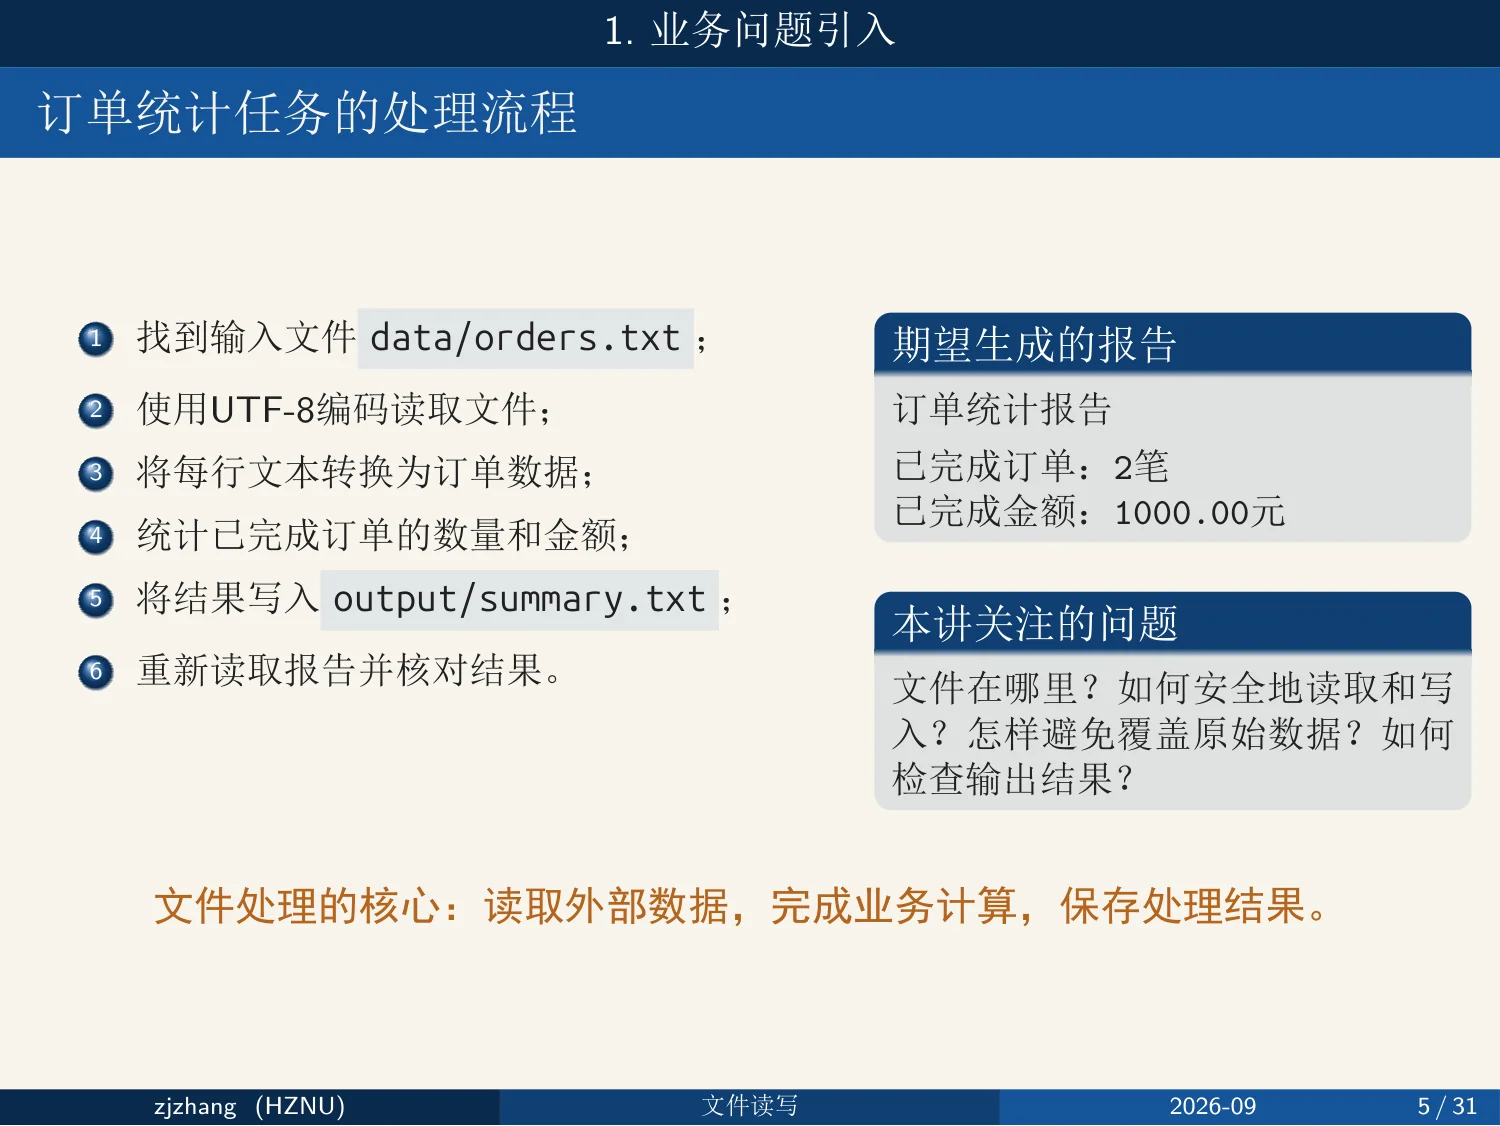 1. 业务问题引入
订单统计任务的处理流程
1 找到输入文件 data/orders.txt ；
2 使用UTF-8编码读取文件；
3 将每行文本转换为订单数据；
4 统计已完成订单的数量和金额；
5 将结果写入 output/summary.txt ；
6 重新读取报告并核对结果。
期望生成的报告
订单统计报告
已完成订单：2笔
已完成金额：1000.00元
本讲关注的问题
文件在哪里？如何安全地读取和写
入？怎样避免覆盖原始数据？如何
检查输出结果？
文件处理的核心：读取外部数据，完成业务计算，保存处理结果。
zjzhang (HZNU) 文件读写 2026-09 5 / 31